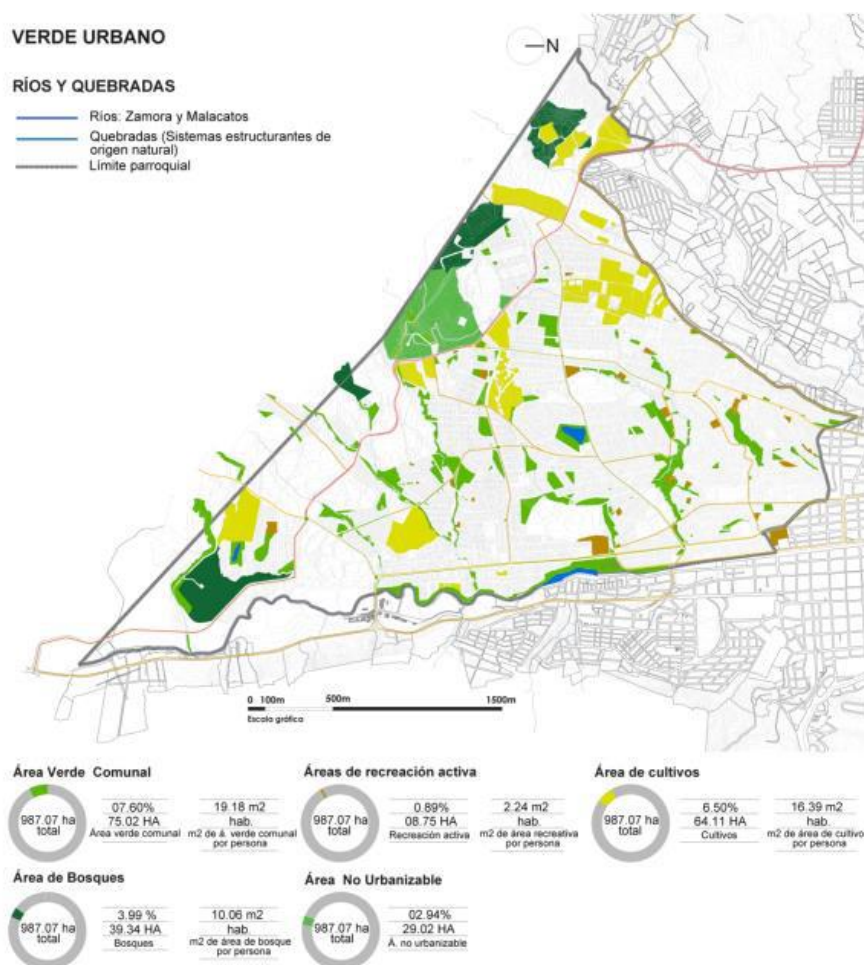 VERDE URBANO
N
RÍOS Y QUEBRADAS
Ríos: Zamora y Malacatos
Quebradas (Sistemas estructurantes de
origen natural)
Límite parroquial
0 100m 500m 1500m
Escala gráfica
Área Verde Comunal
987.07 ha
total
07.60%
75.02 HA
Área verde comunal
19.18 m2
hab.
m2 de á. verde comunal
por persona
Áreas de recreación activa
987.07 ha
total
0.89%
08.75 HA
Recreación activa
2.24 m2
hab.
m2 de área recreativa
por persona
Área de cultivos
987.07 ha
total
6.50%
64.11 HA
Cultivos
16.39 m2
hab.
m2 de área de cultivo
por persona
Área de Bosques
987.07 ha
total
3.99 %
39.34 HA
Bosques
10.06 m2
hab.
m2 de área de bosque
por persona
Área No Urbanizable
987.07 ha
total
02.94%
29.02 HA
Á. no urbanizable